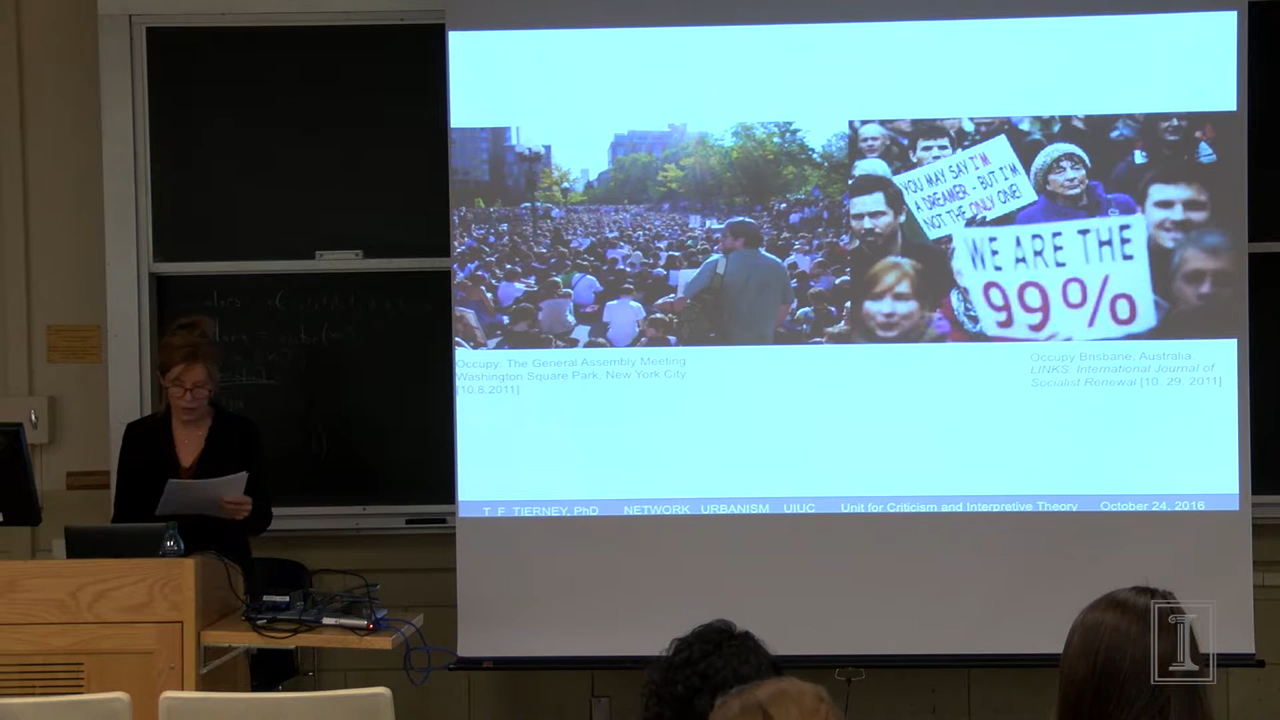 YOU MAY SAY I'M
A DREAMER - BUT I'M
NOT THE ONLY ONE!
WE ARE THE
99%
Occupy: The General Assembly Meeting
Washington Square Park, New York City
[10.8.2011]
Occupy Brisbane, Australia.
LINKS: International Journal of
Socialist Renewal [10. 29. 2011]
T F TIERNEY, PhD NETWORK URBANISM UIUC Unit for Criticism and Interpretive Theory October 24, 2016
I